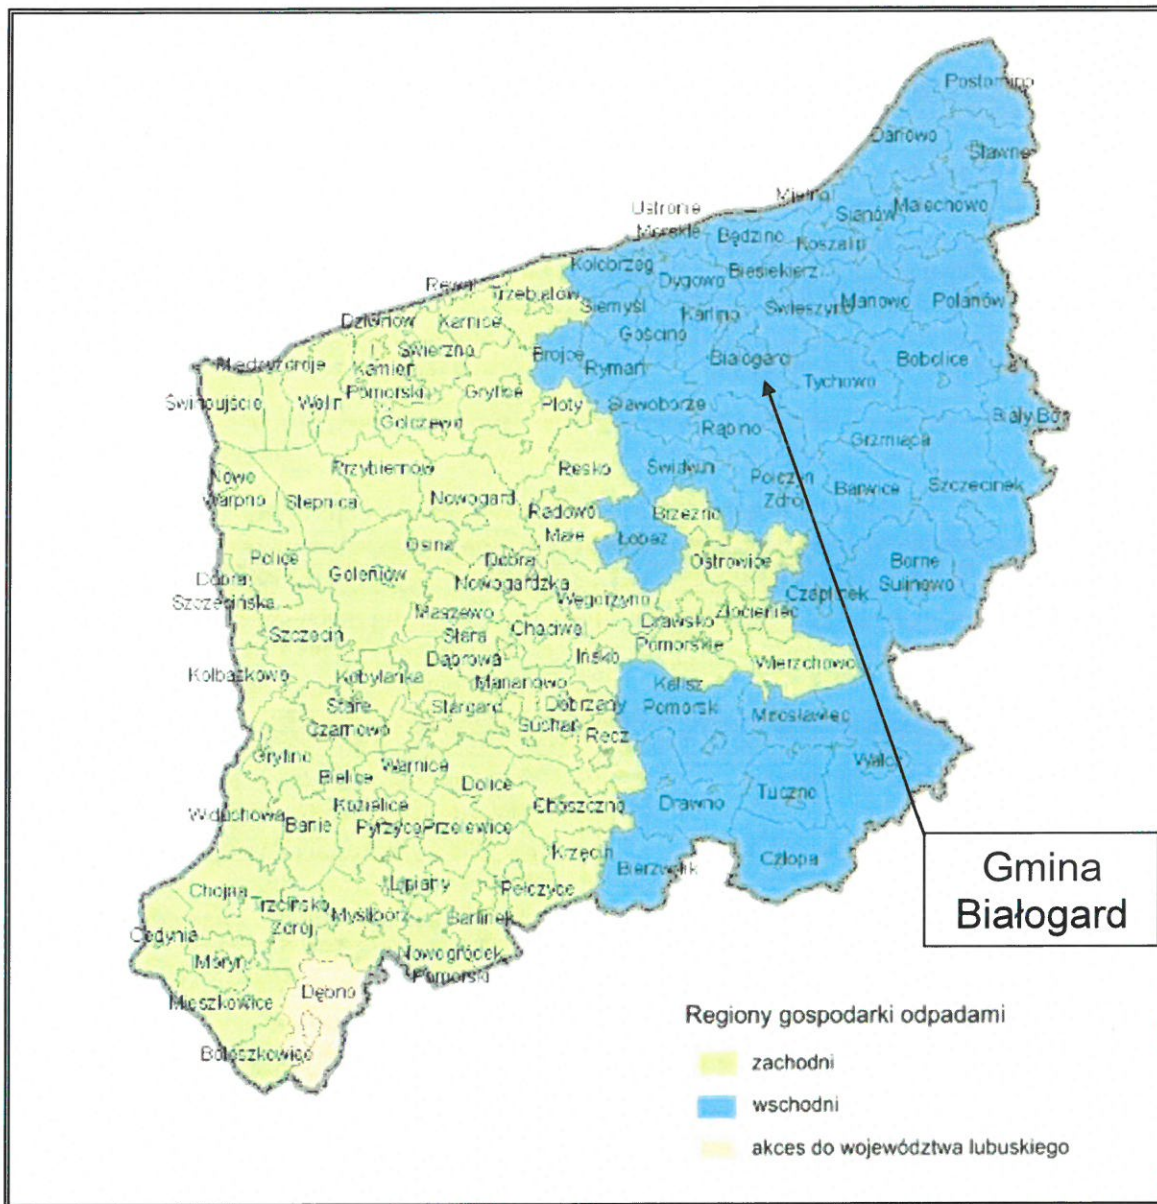 Postomino
Darłowo
Sławno
Mielno
Ustronie
Morskie
Sianów
Malechowo
Będzino
Koszalin
Kołobrzeg
Dygowo
Biesiekierz
Rewal
Trzebiatów
Siemyśl
Karlino
Świeszyno
Manowo
Polanów
Dziwnów
Karnice
Gościno
Świerzno
Brojce
Rymań
Białogard
Bobolice
Międzyzdroje
Kamień
Pomorski
Gryfice
Płoty
Tychowo
Świnoujście
Wolin
Golczewo
Sławoborze
Rąbino
Grzmiąca
Biały Bór
Przybiernów
Resko
Świdwin
Połczyn
Zdrój
Barwice
Szczecinek
Nowe
Warpno
Stepnica
Nowogard
Radowo
Małe
Brzeżno
Łobez
Osina
Police
Goleniów
Dobra
Nowogardzka
Ostrowice
Borne
Sulinowo
Dobra
Szczecińska
Węgorzyno
Złocieniec
Czaplinek
Maszewo
Chociwel
Drawsko
Pomorskie
Szczecin
Stara
Dąbrowa
Ińsko
Wierzchowo
Kołbaskowo
Kobylanka
Marianowo
Kalisz
Pomorski
Stare
Czarnowo
Stargard
Dobrzany
Suchań
Mirosławiec
Recz
Gryfino
Bielice
Warnice
Dolice
Wałcz
Tuczno
Widuchowa
Banie
Kozielice
Pyrzyce
Przelewice
Choszczno
Drawno
Krzęcin
Bierzwnik
Człopa
Gmina
Białogard
Chojna
Trzcińsko
Zdrój
Lipiany
Pełczyce
Myślibórz
Barlinek
Cedynia
Moryń
Nowogródek
Pomorski
Mieszkowice
Dębno
Boleszkowice
Regiony gospodarki odpadami
zachodni
wschodni
akces do województwa lubuskiego